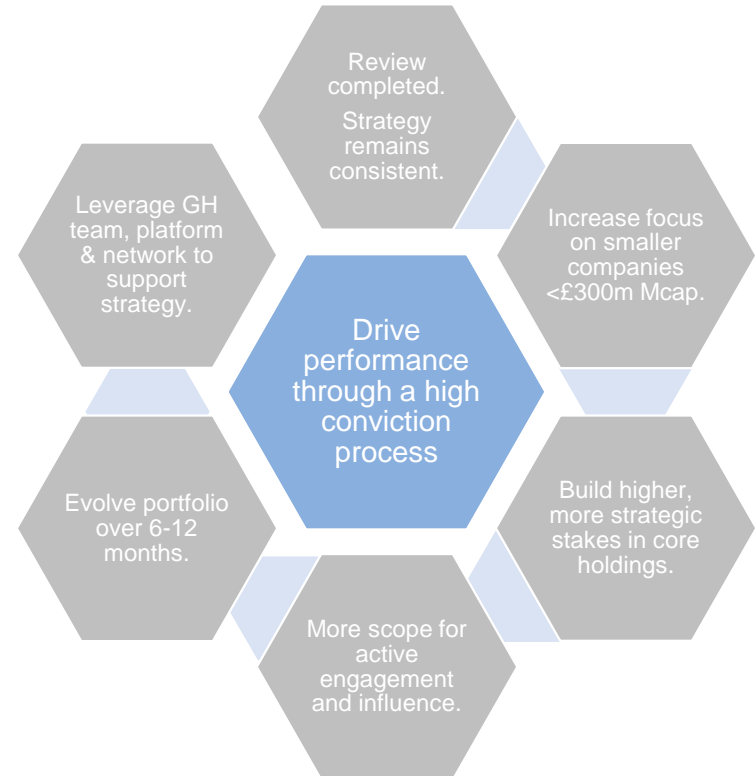 Review
completed.
Strategy
remains
consistent.
Increase focus
on smaller
companies
<£300m Mcap.
Build higher,
more strategic
stakes in core
holdings.
More scope for
active
engagement
and influence.
Evolve portfolio
over 6-12
months.
Leverage GH
team, platform
& network to
support
strategy.
Drive
performance
through a high
conviction
process